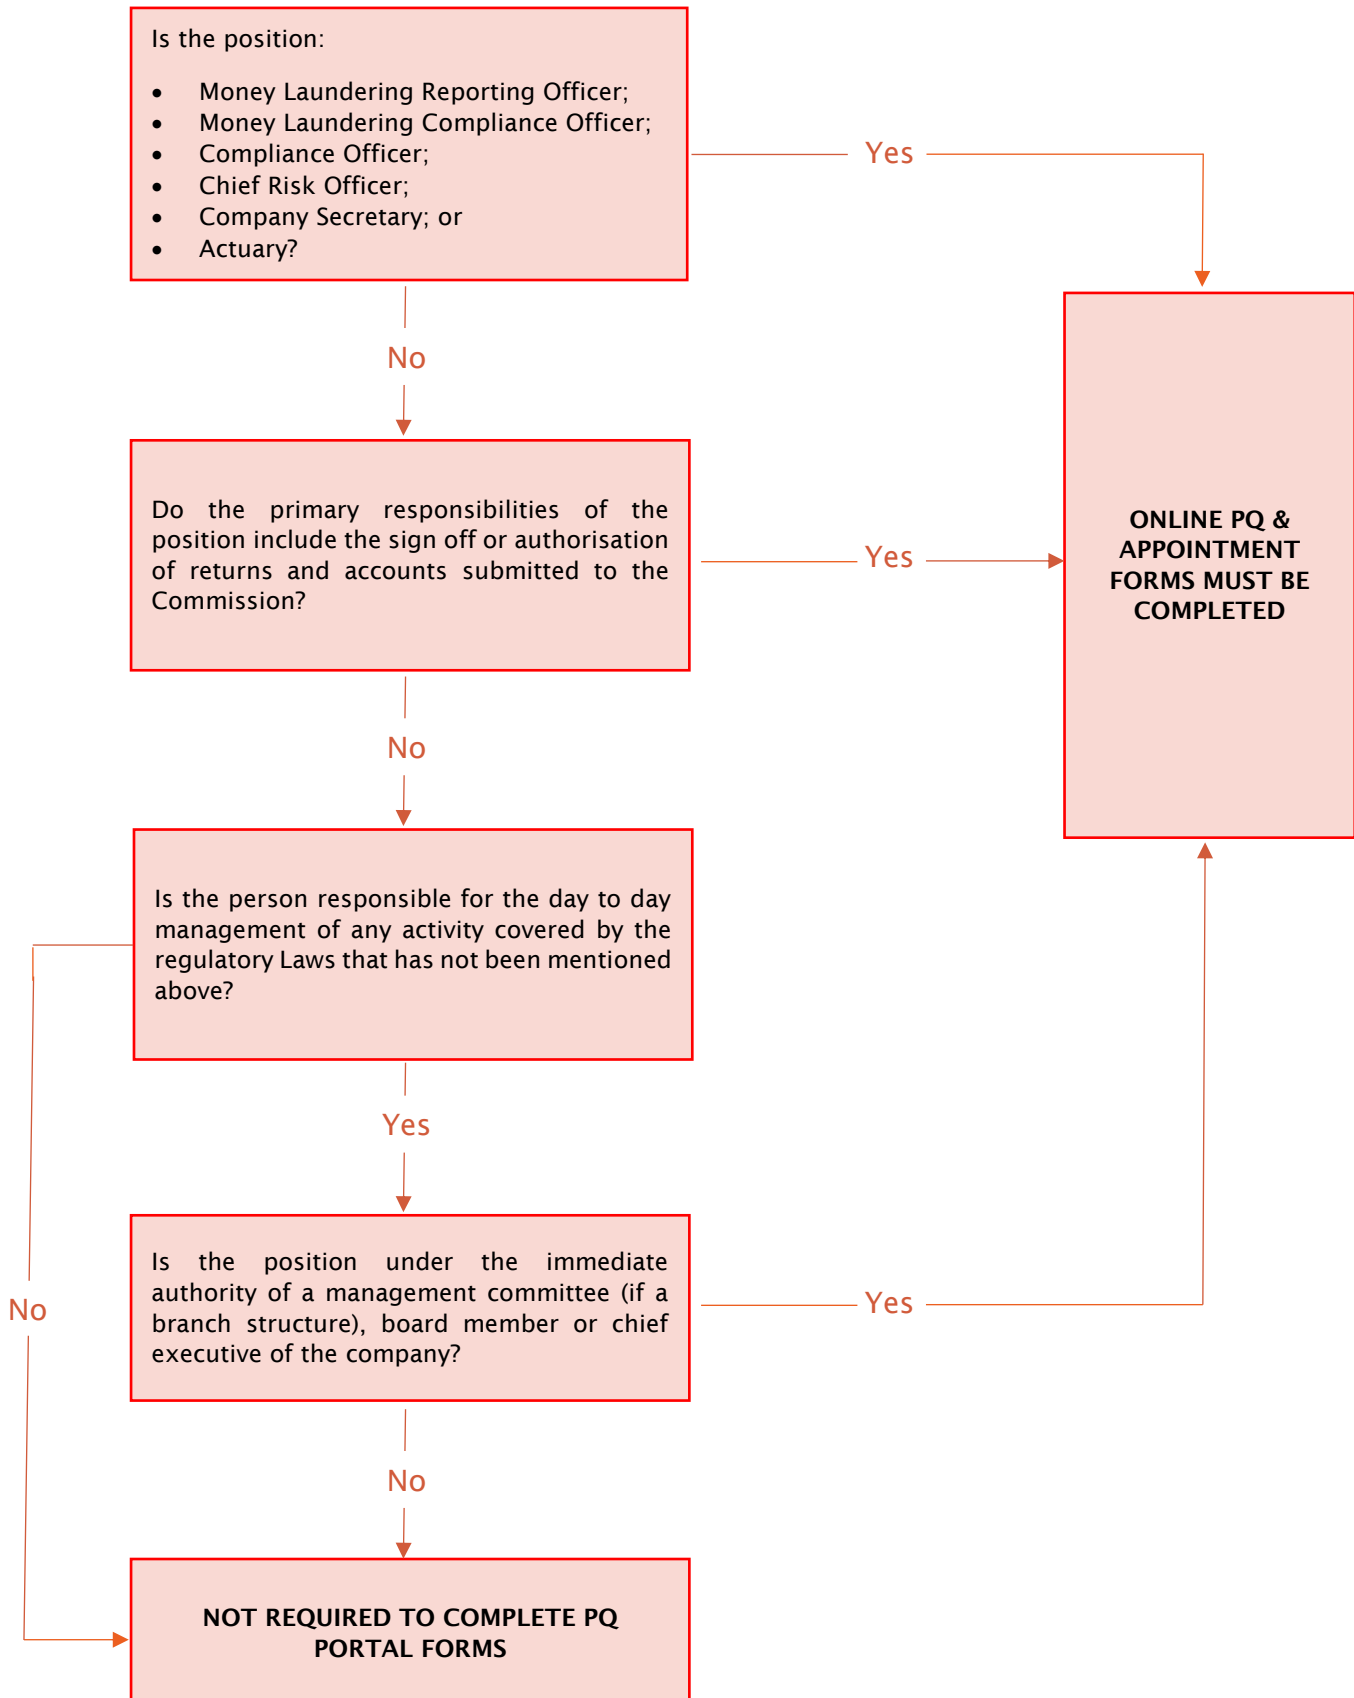 Is the position:
• Money Laundering Reporting Officer;
• Money Laundering Compliance Officer;
• Compliance Officer;
• Chief Risk Officer;
• Company Secretary; or
• Actuary?
Yes
No
Do the primary responsibilities of the
position include the sign off or authorisation
of returns and accounts submitted to the
Commission?
Yes
ONLINE PQ &
APPOINTMENT
FORMS MUST BE
COMPLETED
No
Is the person responsible for the day to day
management of any activity covered by the
regulatory Laws that has not been mentioned
above?
Yes
Is the position under the immediate
authority of a management committee (if a
branch structure), board member or chief
executive of the company?
Yes
No
No
NOT REQUIRED TO COMPLETE PQ
PORTAL FORMS